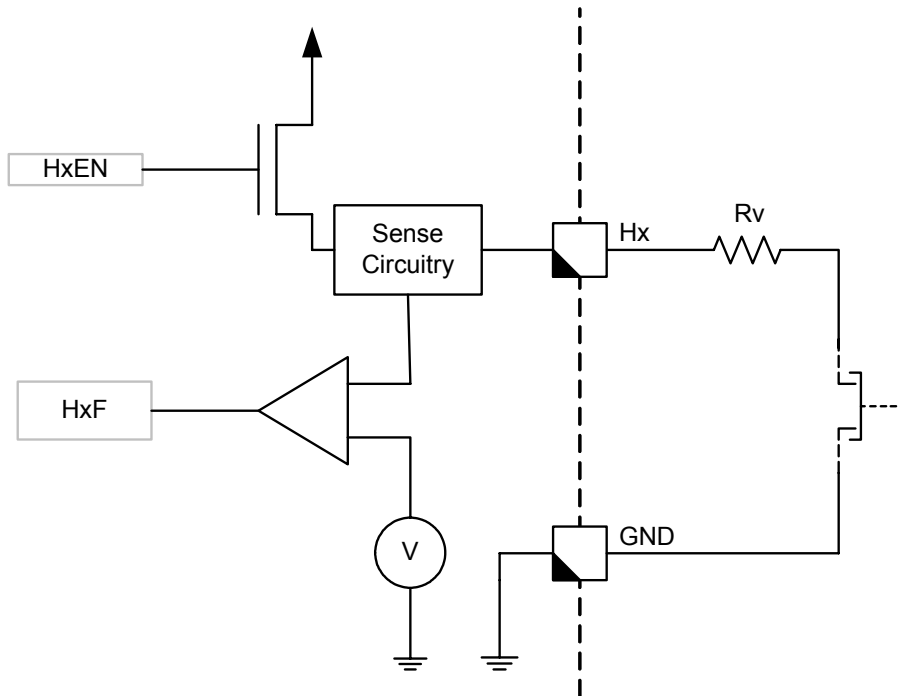 HxEN
Sense
Circuitry
Hx
Rv
HxF
GND
V